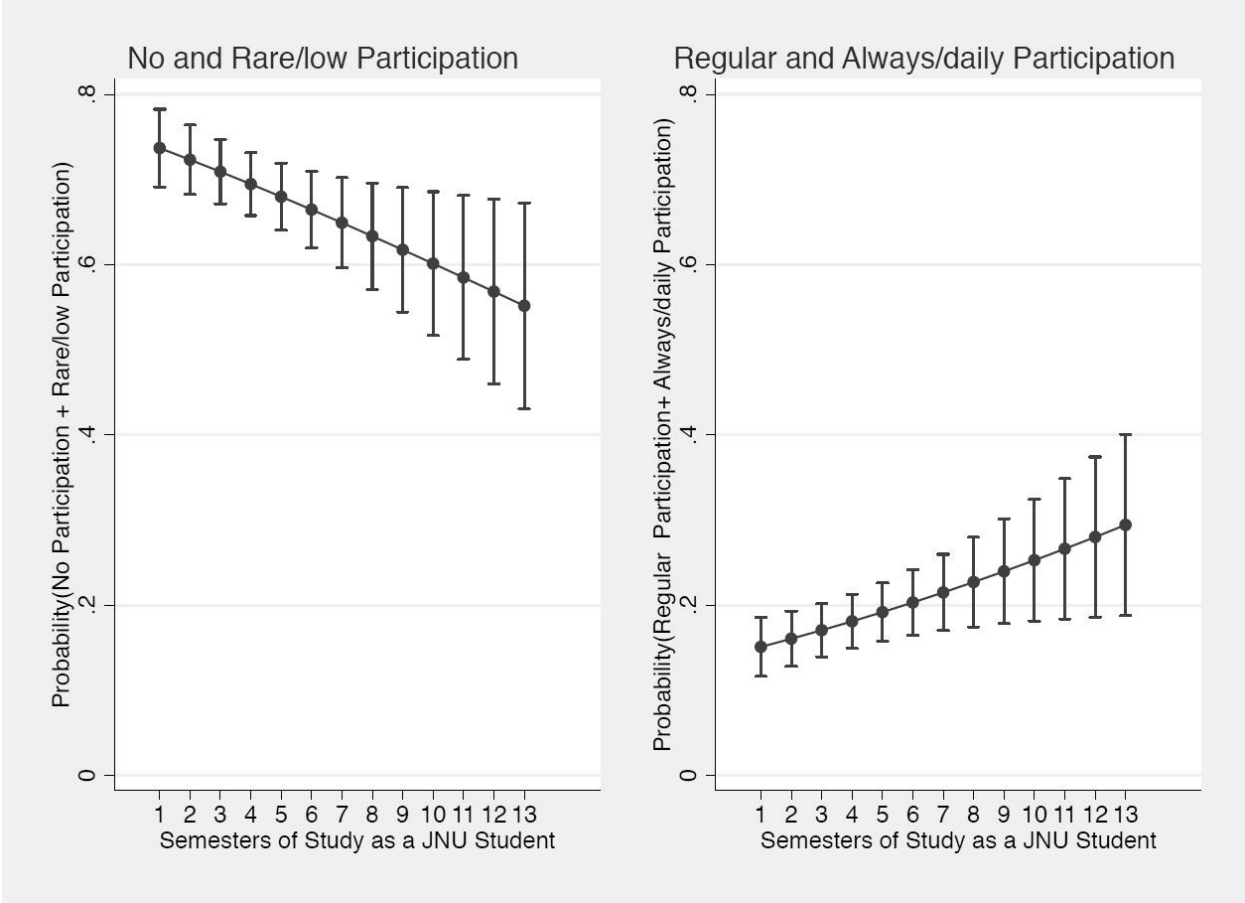 No and Rare/low Participation
Probability(No Participation + Rare/low Participation)
.8
.6
.4
.2
0
1 2 3 4 5 6 7 8 9 10 11 12 13
Semesters of Study as a JNU Student
Regular and Always/daily Participation
Probability(Regular  Participation+ Always/daily Participation)
.8
.6
.4
.2
0
1 2 3 4 5 6 7 8 9 10 11 12 13
Semesters of Study as a JNU Student